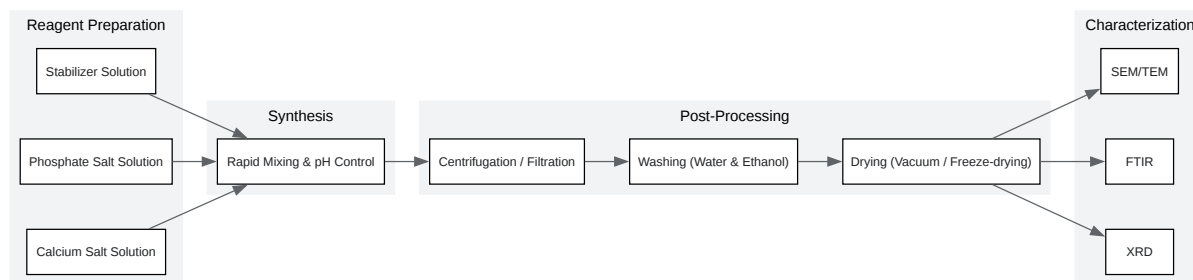 Reagent Preparation
Stabilizer Solution
Phosphate Salt Solution
Calcium Salt Solution
Synthesis
Rapid Mixing & pH Control
Post-Processing
Centrifugation / Filtration
Washing (Water & Ethanol)
Drying (Vacuum / Freeze-drying)
Characterization
SEM/TEM
FTIR
XRD